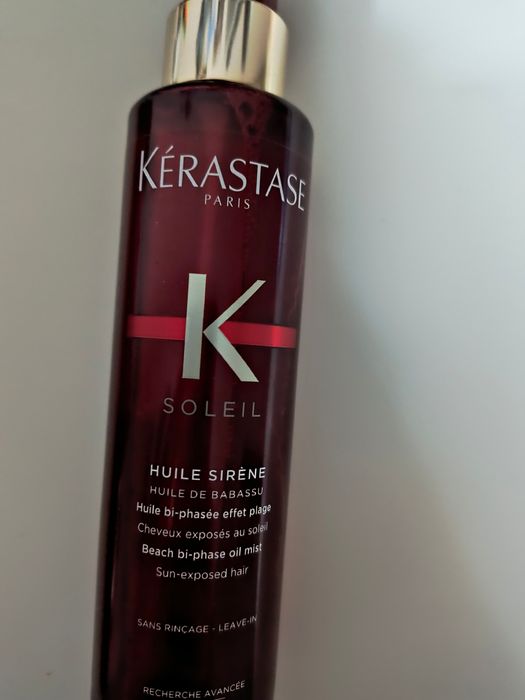 KÉRASTASE
PARIS
K
SOLEIL
HUILE SIRÈNE
HUILE DE BABASSU
Huile bi-phasée effet plage
Cheveux exposés au soleil
Beach bi-phase oil mist
Sun-exposed hair
SANS RINÇAGE - LEAVE-IN
RECHERCHE AVANCÉE